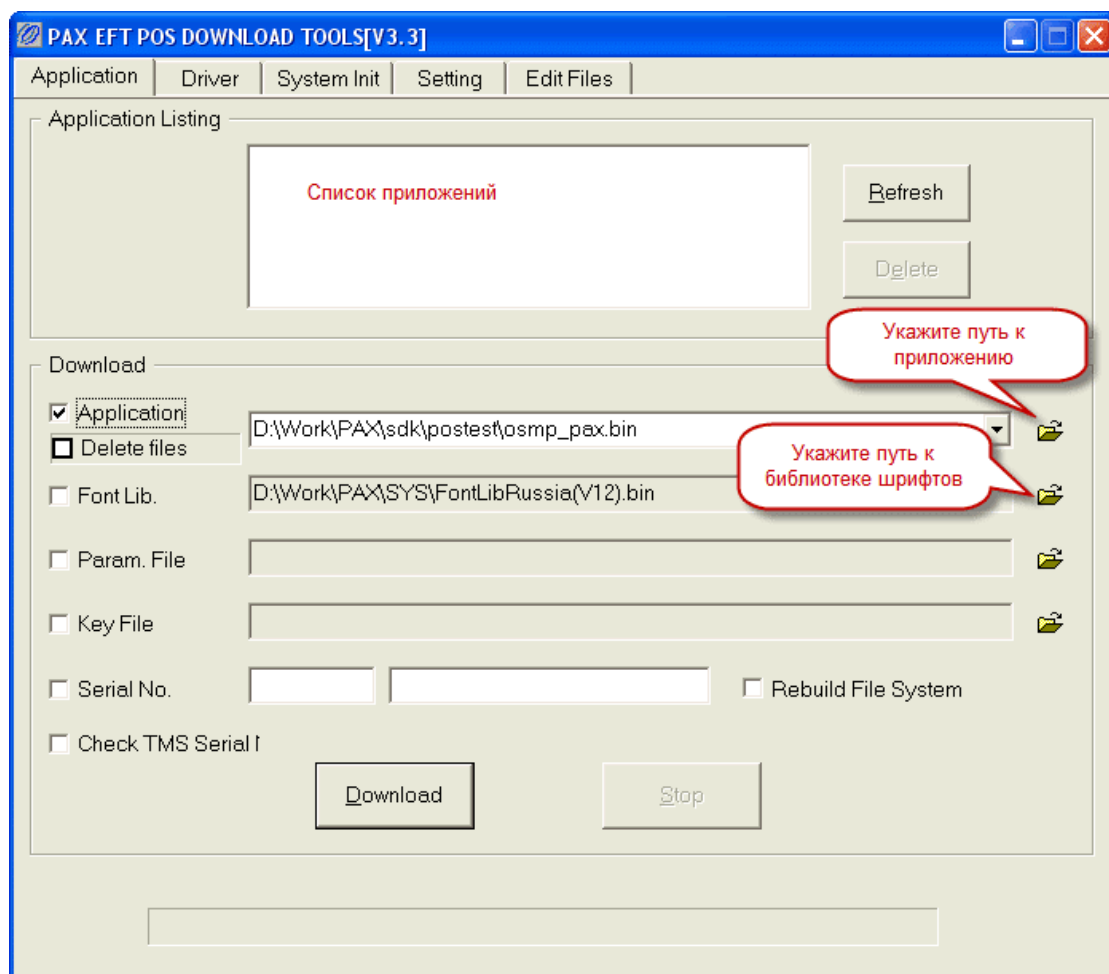 PAX EFT POS DOWNLOAD TOOLS[V3.3]
Application Driver System Init Setting Edit Files
Application Listing
Список приложений
Refresh
Delete
Укажите путь к
приложению
Download
Application
D:\Work\PAX\sdk\postest\osmp_pax.bin
Delete files
Укажите путь к
библиотеке шрифтов
Font Lib.
D:\Work\PAX\SYS\FontLibRussia(V12).bin
Param. File
Key File
Serial No.
Rebuild File System
Check TMS Serial
Download
Stop